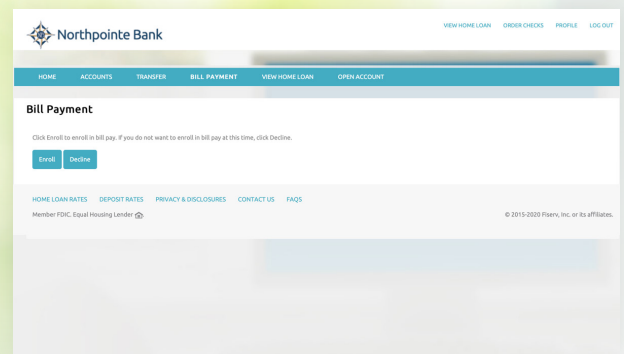 Northpointe Bank
VIEW HOME LOAN ORDER CHECKS PROFILE LOG OUT
HOME ACCOUNTS TRANSFER BILL PAYMENT VIEW HOME LOAN OPEN ACCOUNT
Bill Payment
Click Enroll to enroll in bill pay. If you do not want to enroll in bill pay at this time, click Decline.
Enroll Decline
HOME LOAN RATES DEPOSIT RATES PRIVACY & DISCLOSURES CONTACT US FAQS
Member FDIC. Equal Housing Lender
© 2015-2020 Fiserv, Inc. or its affiliates.